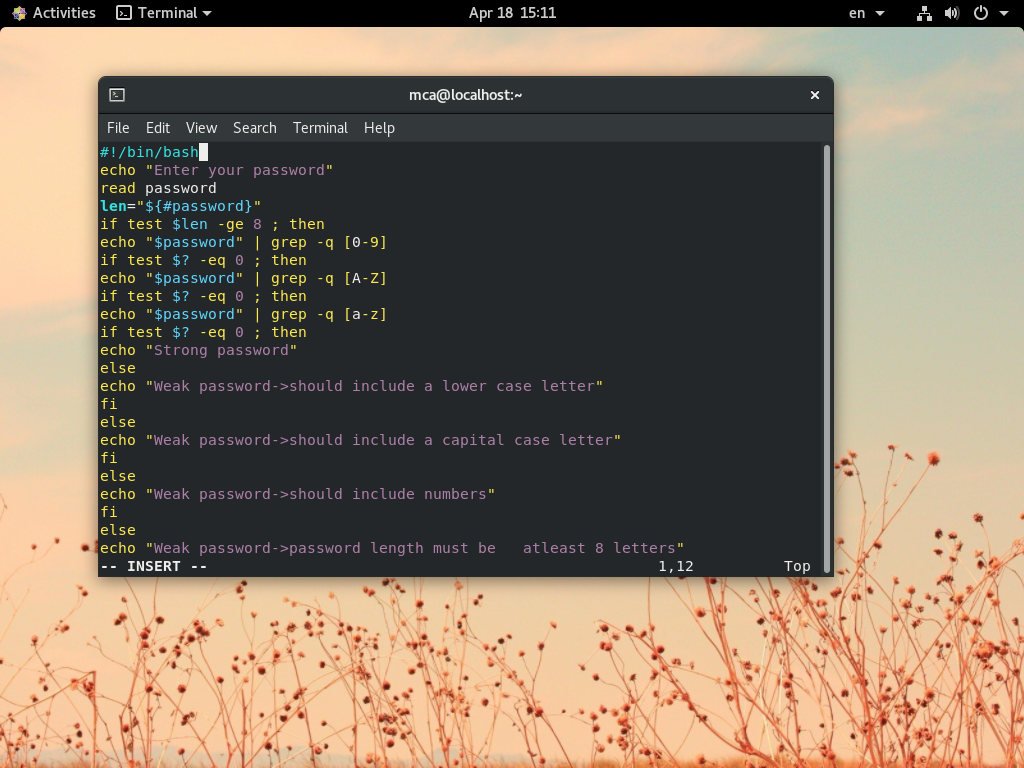 Activities Terminal Apr 18 15:11 en
mca@localhost:~
File Edit View Search Terminal Help
#!/bin/bash
echo "Enter your password"
read password
len="${#password}"
if test $len -ge 8 ; then
echo "$password" | grep -q [0-9]
if test $? -eq 0 ; then
echo "$password" | grep -q [A-Z]
if test $? -eq 0 ; then
echo "$password" | grep -q [a-z]
if test $? -eq 0 ; then
echo "Strong password"
else
echo "Weak password->should include a lower case letter"
fi
else
echo "Weak password->should include a capital case letter"
fi
else
echo "Weak password->should include numbers"
fi
else
echo "Weak password->password length must be   atleast 8 letters"
-- INSERT -- 1,12 Top